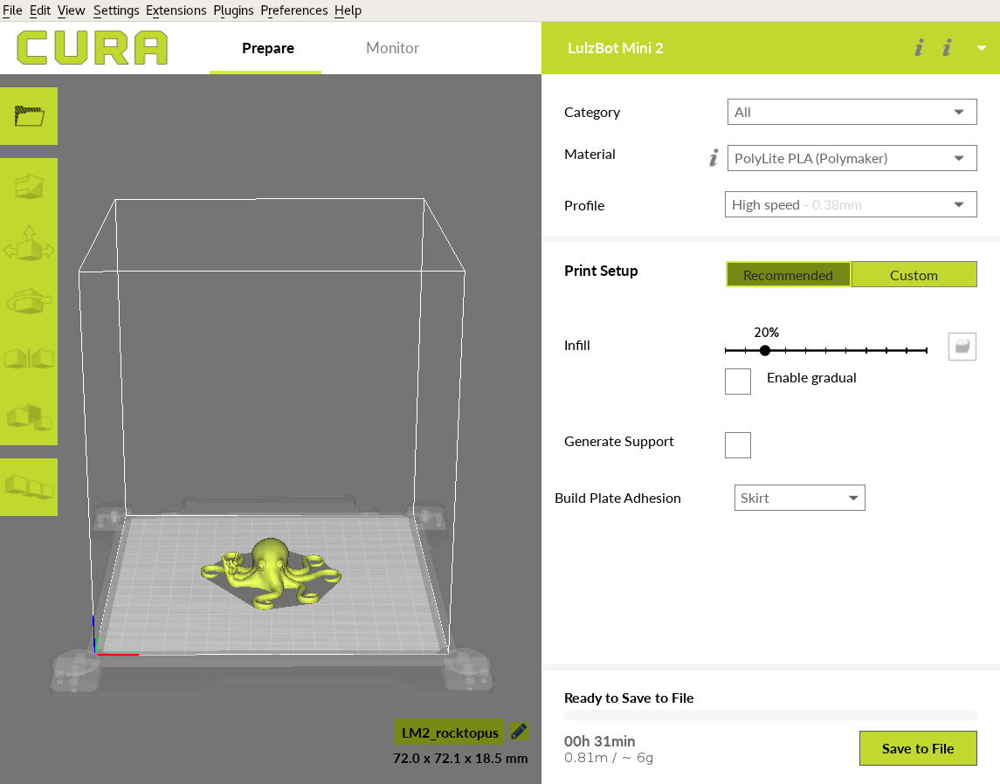 File Edit View Settings Extensions Plugins Preferences Help
CURA
Prepare Monitor
LulzBot Mini 2
Category
All
Material
PolyLite PLA (Polymaker)
Profile
High speed - 0.38mm
Print Setup
Recommended Custom
20%
Infill
Enable gradual
Generate Support
Build Plate Adhesion
Skirt
LM2_rocktopus
72.0 x 72.1 x 18.5 mm
Ready to Save to File
00h 31min
0.81m / ~ 6g
Save to File